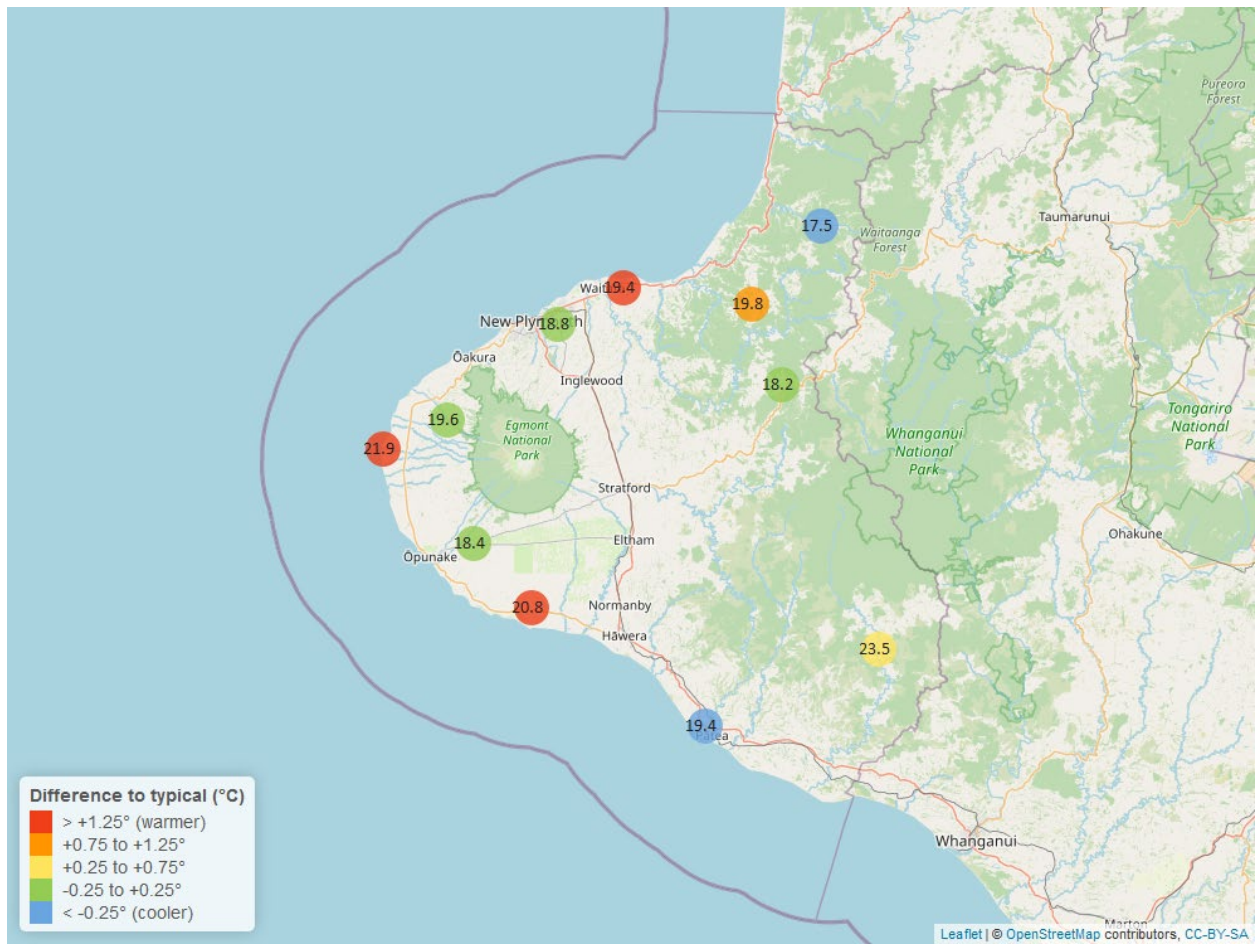 Pureora
Forest
Taumarunui
17.5
Waitaanga
Forest
19.4
19.8
New Pl
18.8
Ōakura
Inglewood
18.2
19.6
Egmont
National
Park
Tongariro
National
Park
Whanganui
National
Park
21.9
Stratford
Ohakune
18.4
Eltham
Ōpunake
20.8
Normanby
Hāwera
23.5
19.4
Whanganui
Difference to typical (°C)
> +1.25° (warmer)
+0.75 to +1.25°
+0.25 to +0.75°
-0.25 to +0.25°
< -0.25° (cooler)
Leaflet | © OpenStreetMap contributors, CC-BY-SA